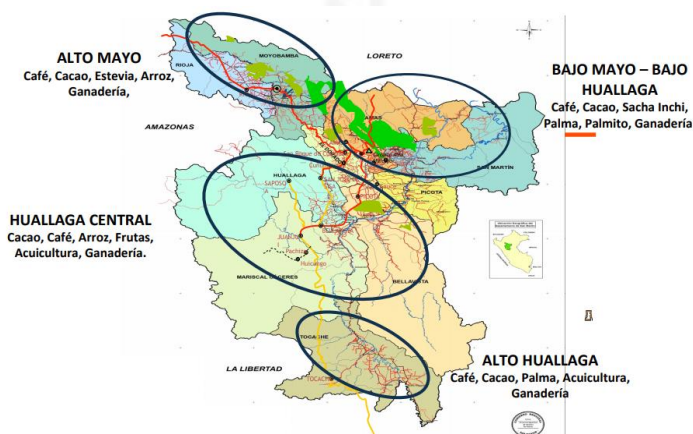 ALTO MAYO
Café, Cacao, Estevia, Arroz,
Ganadería,
MOYOBAMBA
LORETO
RIOJA
AMAZONAS
BAJO MAYO – BAJO
HUALLAGA
Café, Cacao, Sacha Inchi,
Palma, Palmito, Ganadería
SAN MARTÍN
HUALLAGA
SAPOSO
PICOTA
HUALLAGA CENTRAL
Cacao, Café, Arroz, Frutas,
Acuicultura, Ganadería.
MARISCAL CÁCERES
BELLAVISTA
TOCACHE
LA LIBERTAD
ALTO HUALLAGA
Café, Cacao, Palma, Acuicultura,
Ganadería